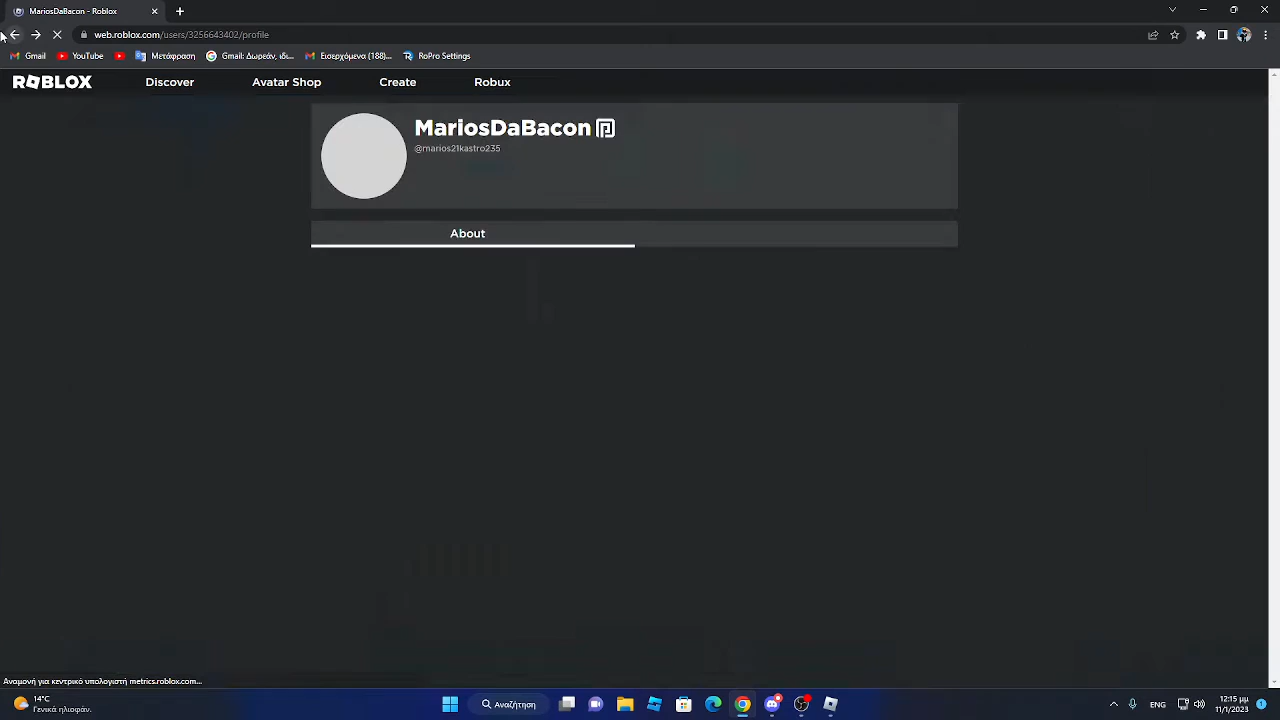 MariosDaBacon - Roblox
web.roblox.com/users/3256643402/profile
Gmail YouTube Μετάφραση Gmail: Δωρεάν, ιδι... Εισερχόμενα (188)... RoPro Settings
ROBLOX Discover Avatar Shop Create Robux
MariosDaBacon
@marios21kastro235
About
Αναμονή για κεντρικό υπολογιστή metrics.roblox.com...
14°C
Γενικά ηλιοφάν.
Αναζήτηση
ENG
12:15 μμ
11/1/2023